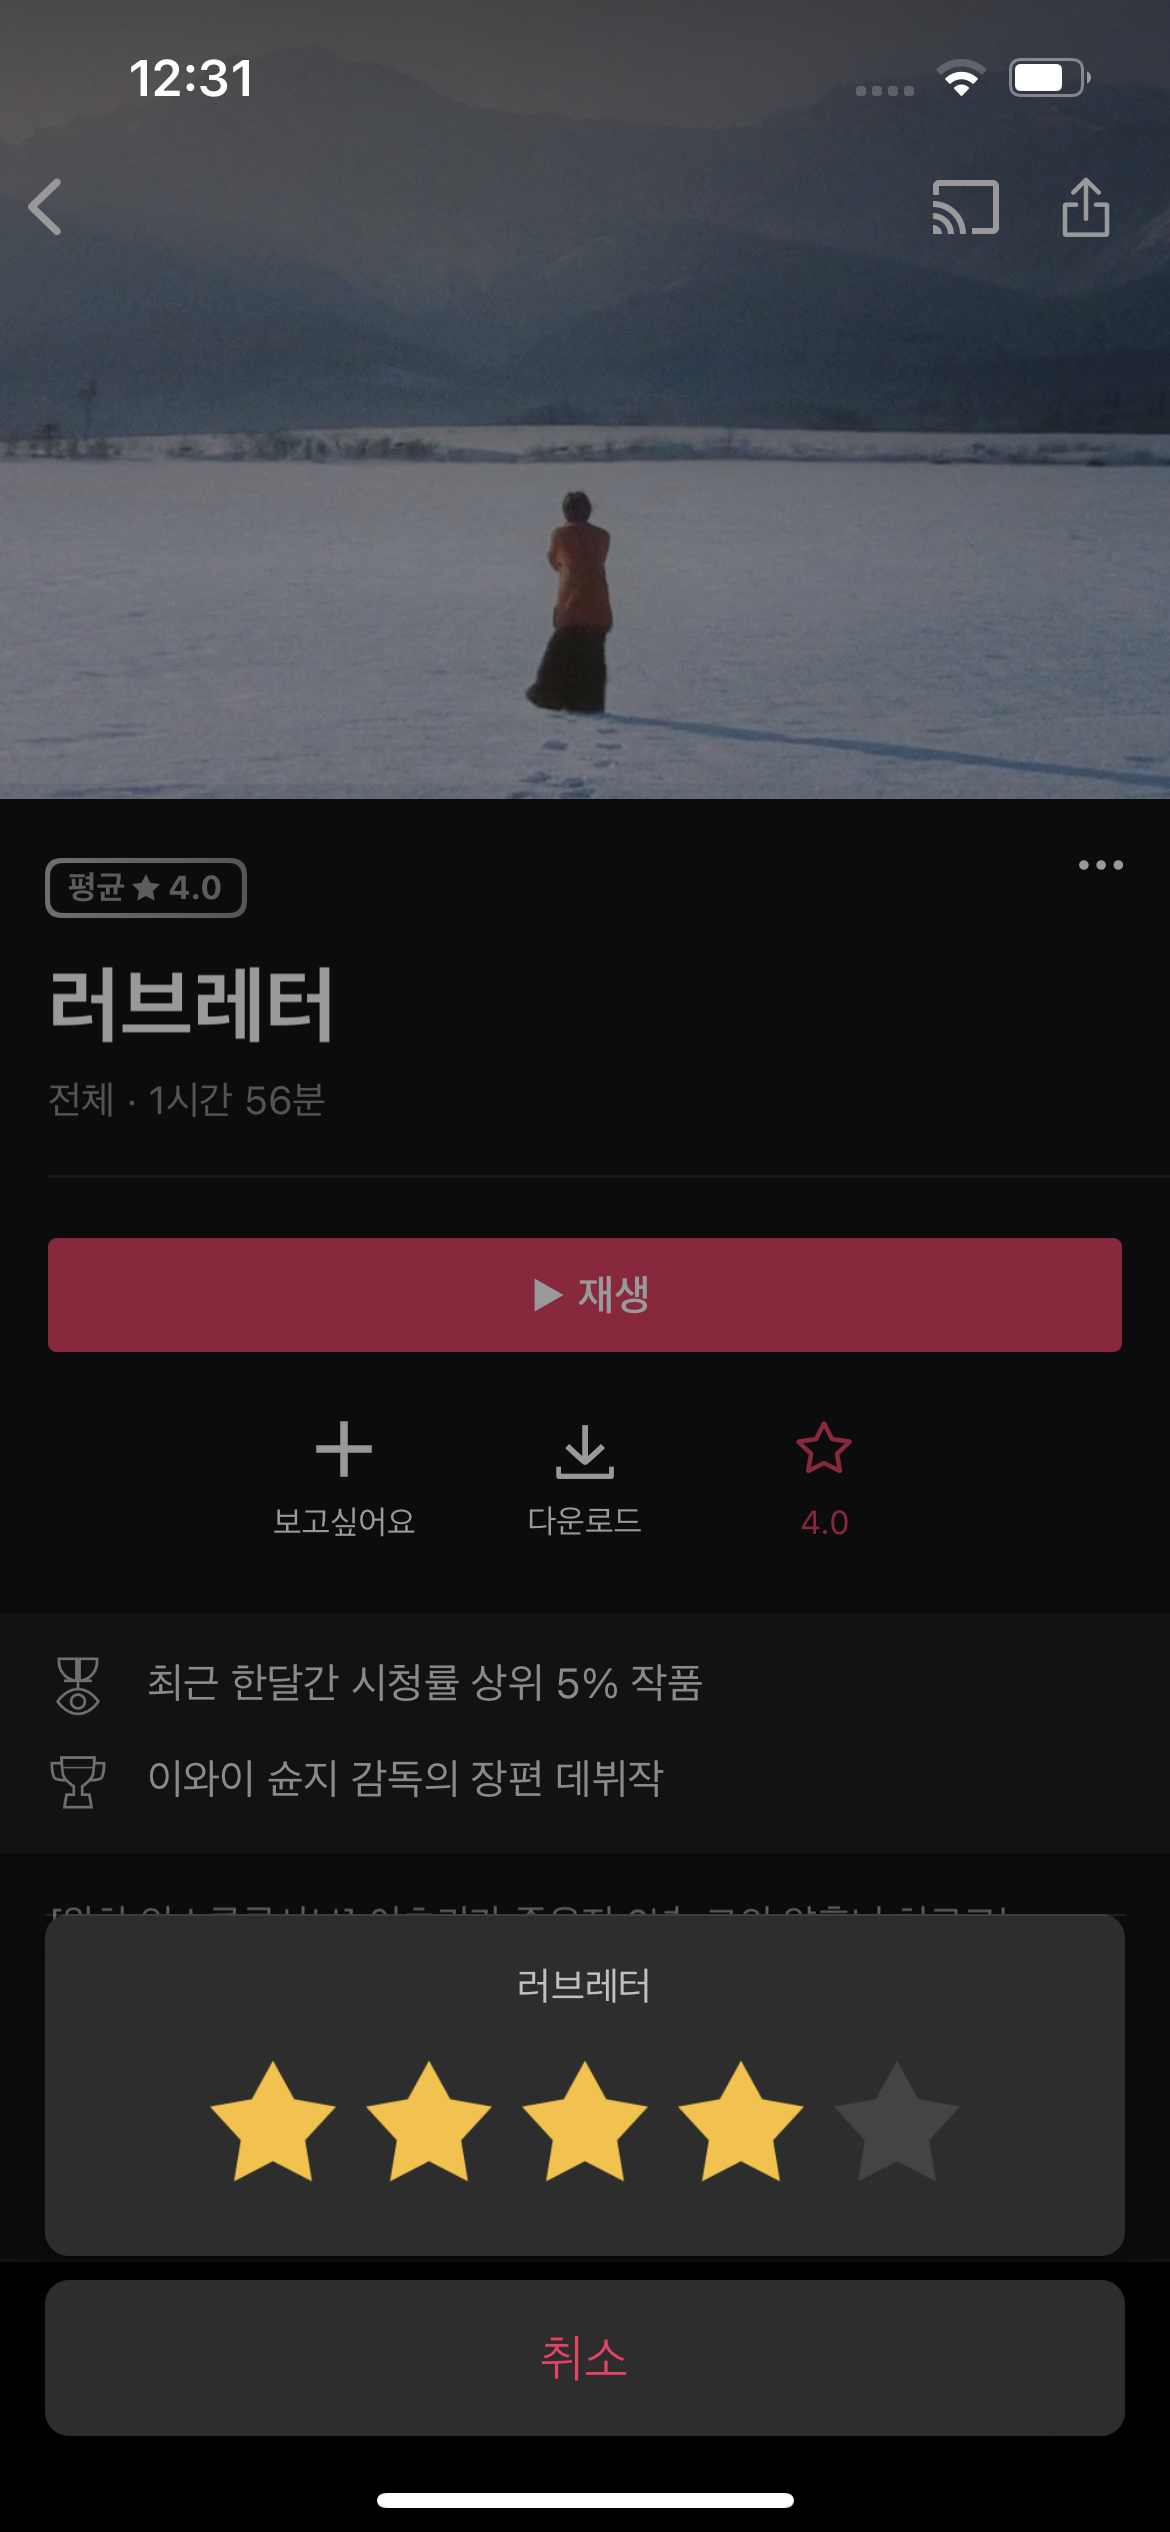 12:31
평균 ★ 4.0
러브레터
전체 · 1시간 56분
재생
보고싶어요
다운로드
4.0
최근 한달간 시청률 상위 5% 작품
이와이 슌지 감독의 장편 데뷔작
러브레터
취소